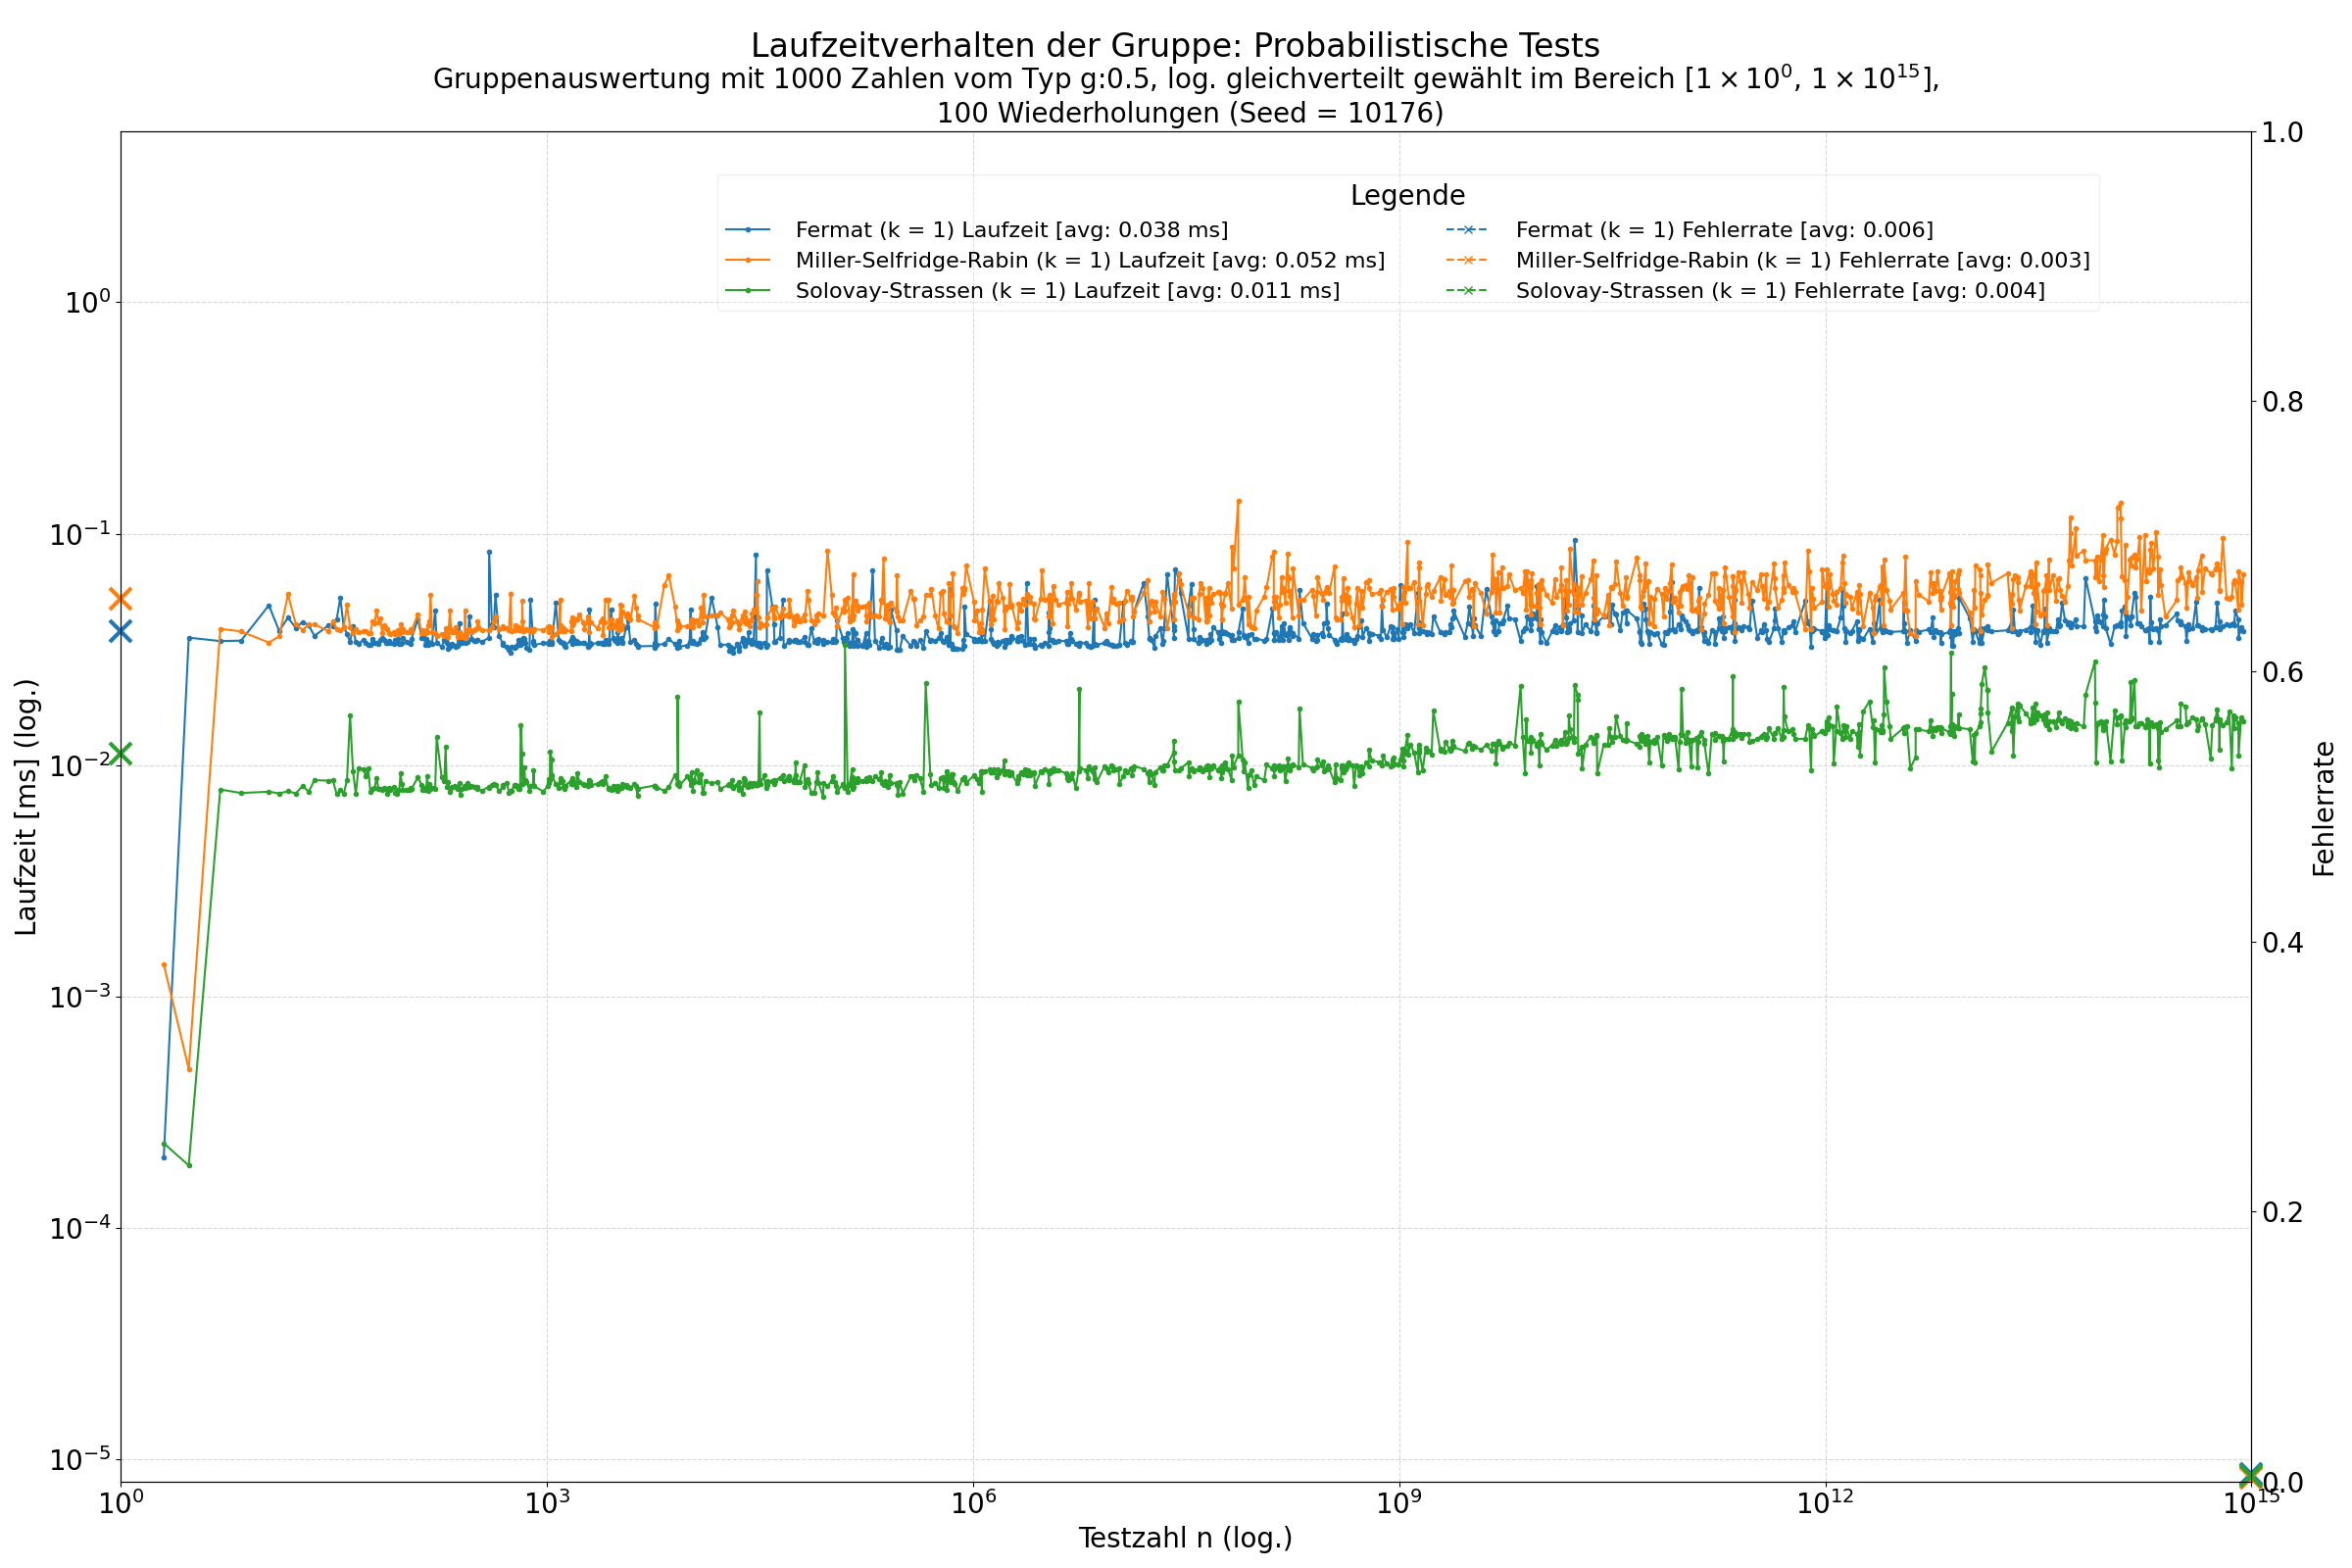 Laufzeitverhalten der Gruppe: Probabilistische Tests
Gruppenauswertung mit 1000 Zahlen vom Typ g:0.5, log. gleichverteilt gewählt im Bereich [1 × 10⁰, 1 × 10¹⁵],
100 Wiederholungen (Seed = 10176)
Legende
Fermat (k = 1) Laufzeit [avg: 0.038 ms]
Miller-Selfridge-Rabin (k = 1) Laufzeit [avg: 0.052 ms]
Solovay-Strassen (k = 1) Laufzeit [avg: 0.011 ms]
Fermat (k = 1) Fehlerrate [avg: 0.006]
Miller-Selfridge-Rabin (k = 1) Fehlerrate [avg: 0.003]
Solovay-Strassen (k = 1) Fehlerrate [avg: 0.004]
Laufzeit [ms] (log.)
10⁰
10⁻¹
10⁻²
10⁻³
10⁻⁴
10⁻⁵
1.0
0.8
0.6
0.4
0.2
0.0
Fehlerrate
10⁰
10³
10⁶
10⁹
10¹²
10¹⁵
Testzahl n (log.)